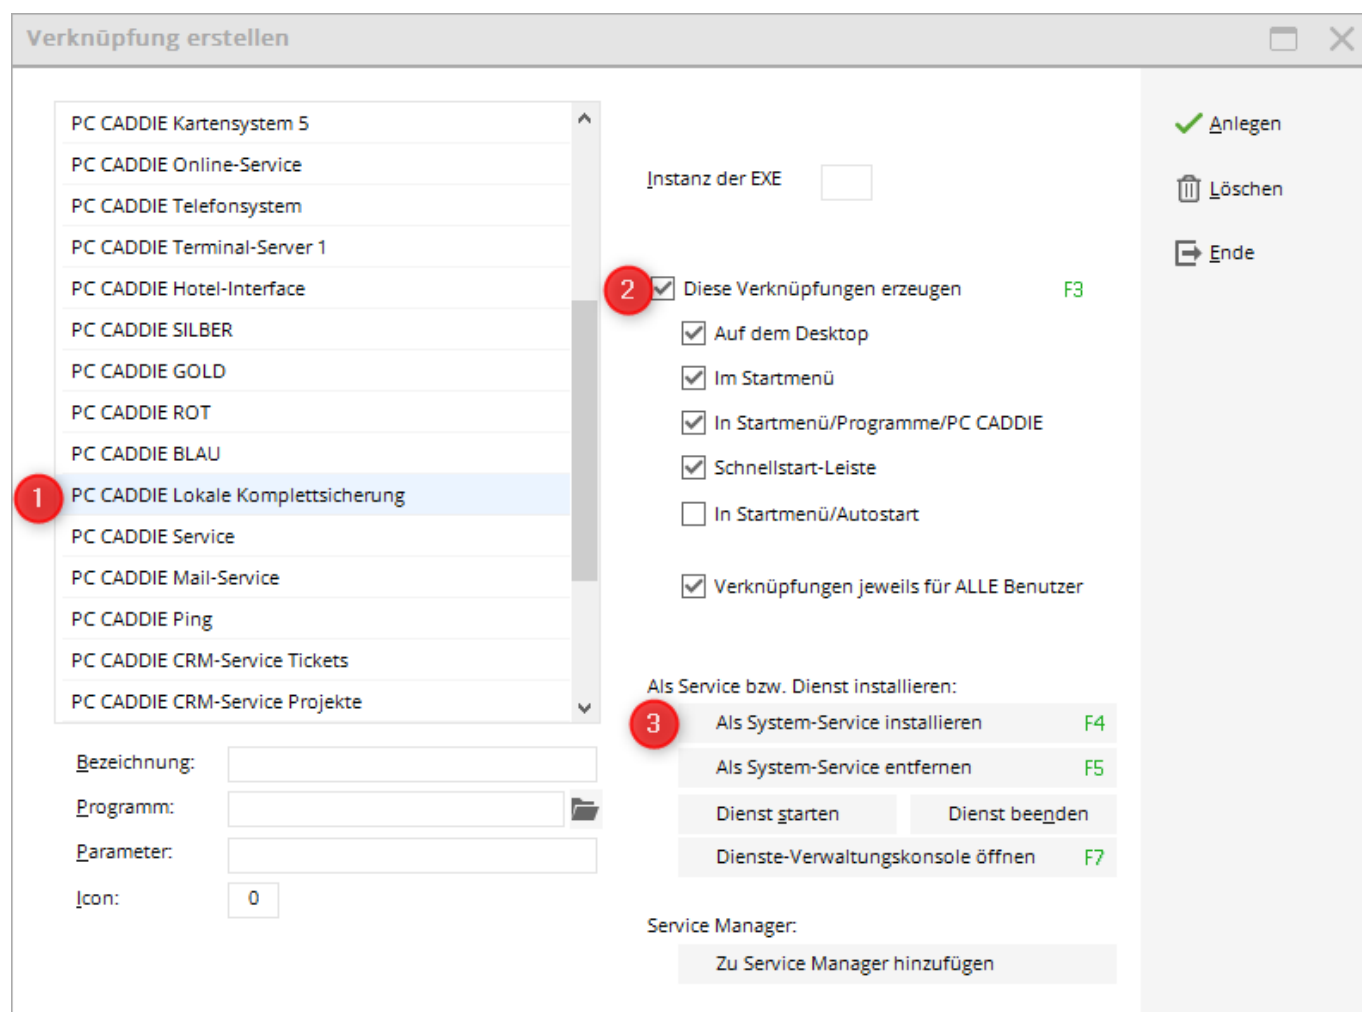 Verknüpfung erstellen
PC CADDIE Kartensystem 5
PC CADDIE Online-Service
PC CADDIE Telefonsystem
PC CADDIE Terminal-Server 1
PC CADDIE Hotel-Interface
PC CADDIE SILBER
PC CADDIE GOLD
PC CADDIE ROT
PC CADDIE BLAU
1 PC CADDIE Lokale Komplettsicherung
PC CADDIE Service
PC CADDIE Mail-Service
PC CADDIE Ping
PC CADDIE CRM-Service Tickets
PC CADDIE CRM-Service Projekte
Bezeichnung:
Programm:
Parameter:
Icon: 0
Instanz der EXE
2 Diese Verknüpfungen erzeugen F3
Auf dem Desktop
Im Startmenü
In Startmenü/Programme/PC CADDIE
Schnellstart-Leiste
In Startmenü/Autostart
Verknüpfungen jeweils für ALLE Benutzer
Als Service bzw. Dienst installieren:
3 Als System-Service installieren F4
Als System-Service entfernen F5
Dienst starten Dienst beenden
Dienste-Verwaltungskonsole öffnen F7
Service Manager:
Zu Service Manager hinzufügen
Anlegen
Löschen
Ende